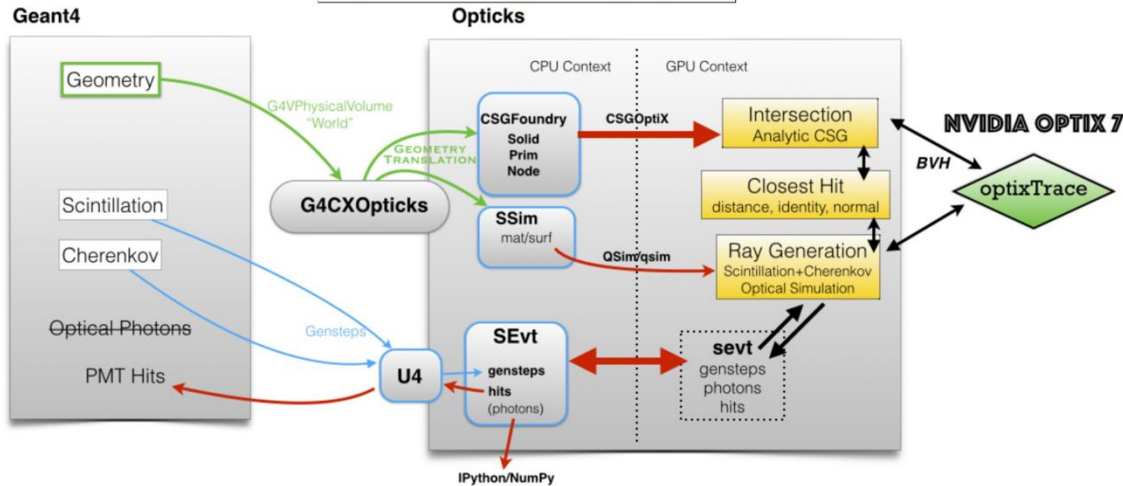 Geant4
Opticks
Geometry
G4VPhysicalVolume
"World"
GEOMETRY
TRANSLATION
G4CXOpticks
Scintillation
Cherenkov
Optical Photons
PMT Hits
Gensteps
U4
CPU Context
GPU Context
CSGFoundry
Solid
Prim
Node
CSGOptiX
SSim
mat/surf
QSim/qsim
SEvt
gensteps
hits
(photons)
IPython/NumPy
Intersection
Analytic CSG
Closest Hit
distance, identity, normal
Ray Generation
Scintillation+Cherenkov
Optical Simulation
sevt
gensteps
photons
hits
NVIDIA OPTIX 7
BVH
optixTrace